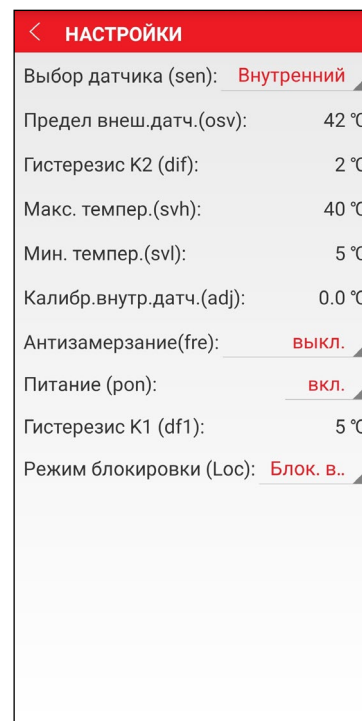 < НАСТРОЙКИ
Выбор датчика (sen): Внутренний
Предел внеш.датч.(osv): 42 ℃
Гистерезис К2 (dif): 2 ℃
Макс. темпер.(svh): 40 ℃
Мин. темпер.(svl): 5 ℃
Калибр.внутр.датч.(adj): 0.0 ℃
Антизамерзание(fre): выкл.
Питание (pon): вкл.
Гистерезис К1 (df1): 5 ℃
Режим блокировки (Loc): Блок. в..